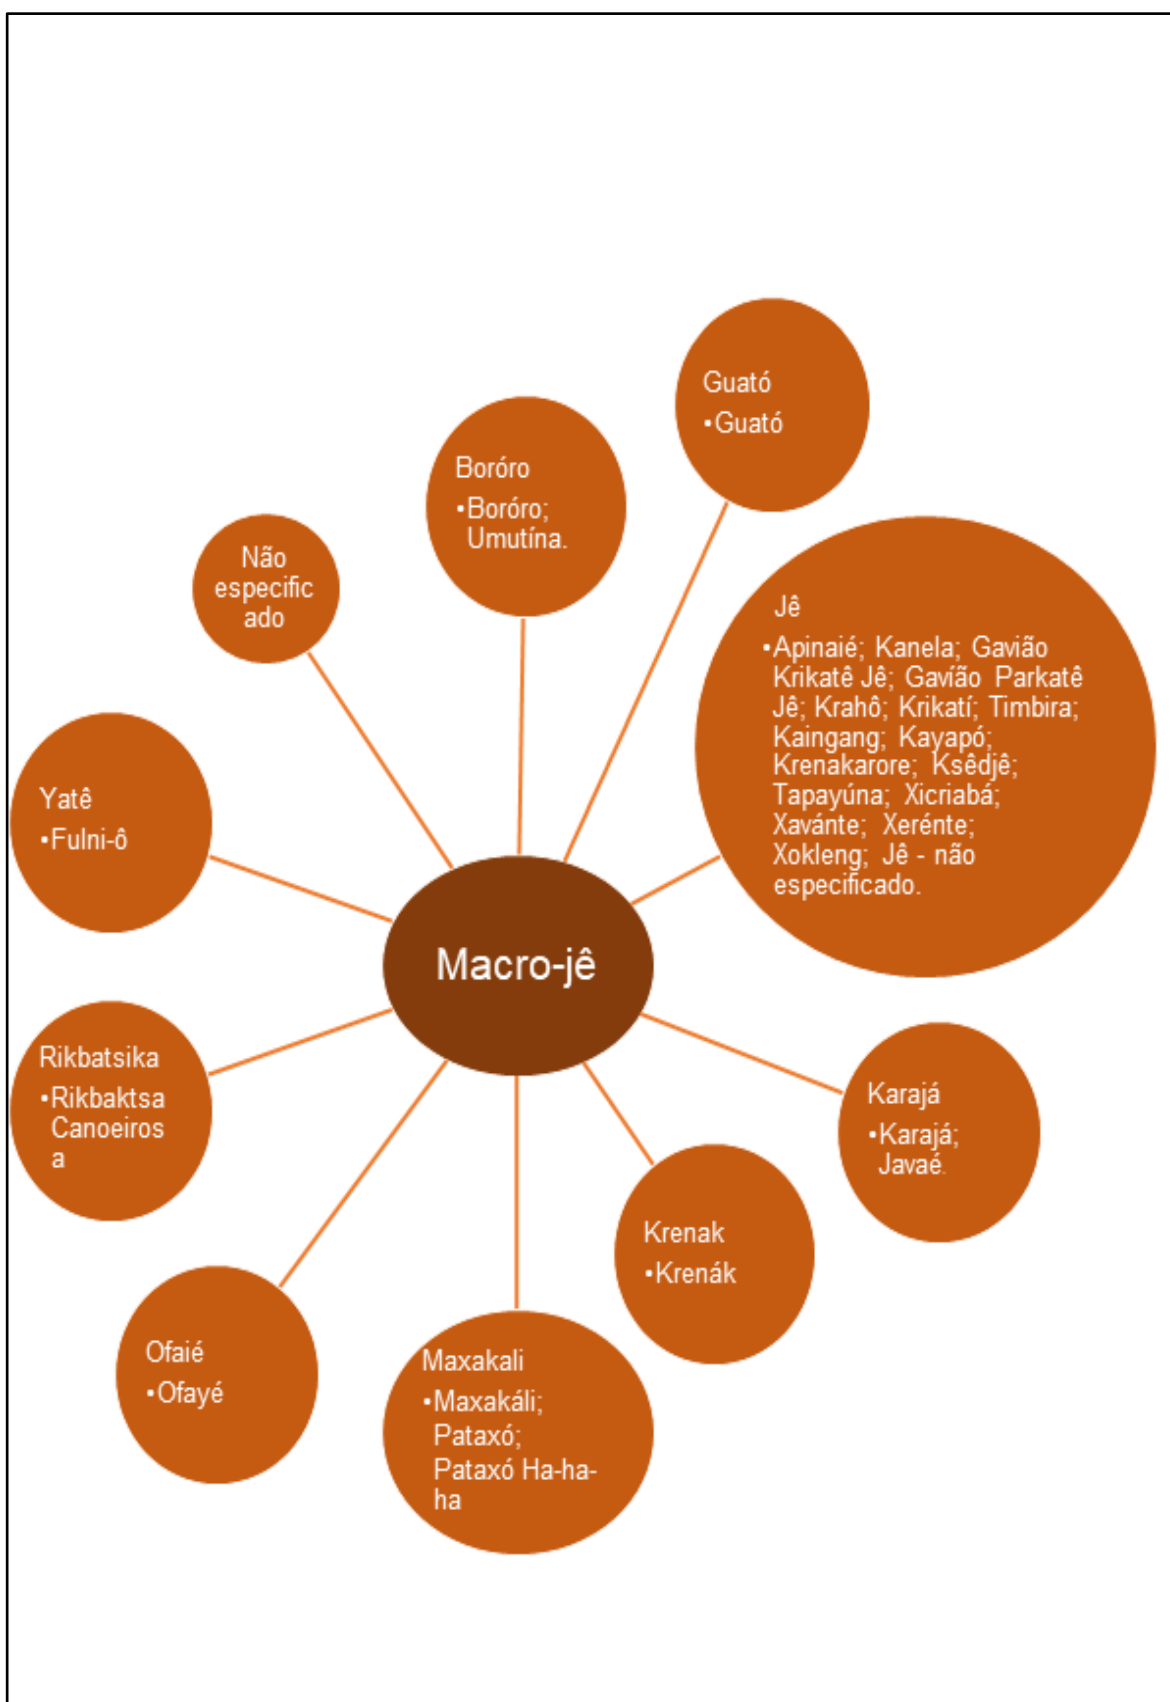 Guató
•Guató
Boróro
•Boróro;
Umutína.
Não
especific
ado
Jê
•Apinaié; Kanela; Gavião
Krikatê Jê; Gavíão Parkatê
Jê; Krahô; Krikatí; Timbira;
Kaingang; Kayapó;
Krenakarore; Ksêdjê;
Tapayúna; Xicriabá;
Xavánte; Xerénte;
Xokleng; Jê - não
especificado.
Yatê
•Fulni-ô
Macro-jê
Rikbatsika
•Rikbaktsa
Canoeiros
a
Karajá
•Karajá;
Javaé.
Krenak
•Krenák
Ofaié
•Ofayé
Maxakali
•Maxakáli;
Pataxó;
Pataxó Ha-ha-
ha